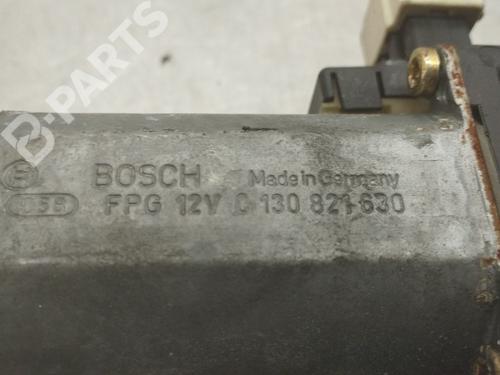 B-PARTS
BOSCH Made in Germany
FPG 12V 0 130 821 630